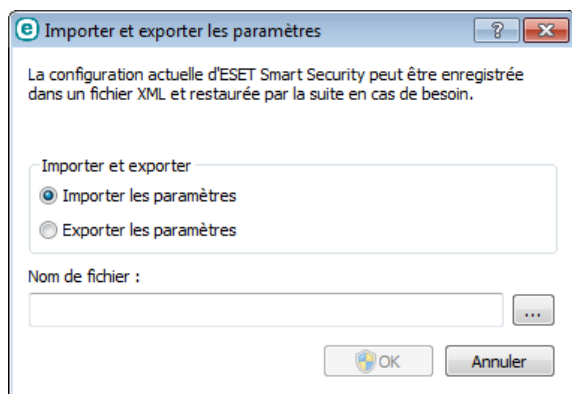 Importer et exporter les paramètres
La configuration actuelle d'ESET Smart Security peut être enregistrée
dans un fichier XML et restaurée par la suite en cas de besoin.
Importer et exporter
Importer les paramètres
Exporter les paramètres
Nom de fichier :
...
OK
Annuler